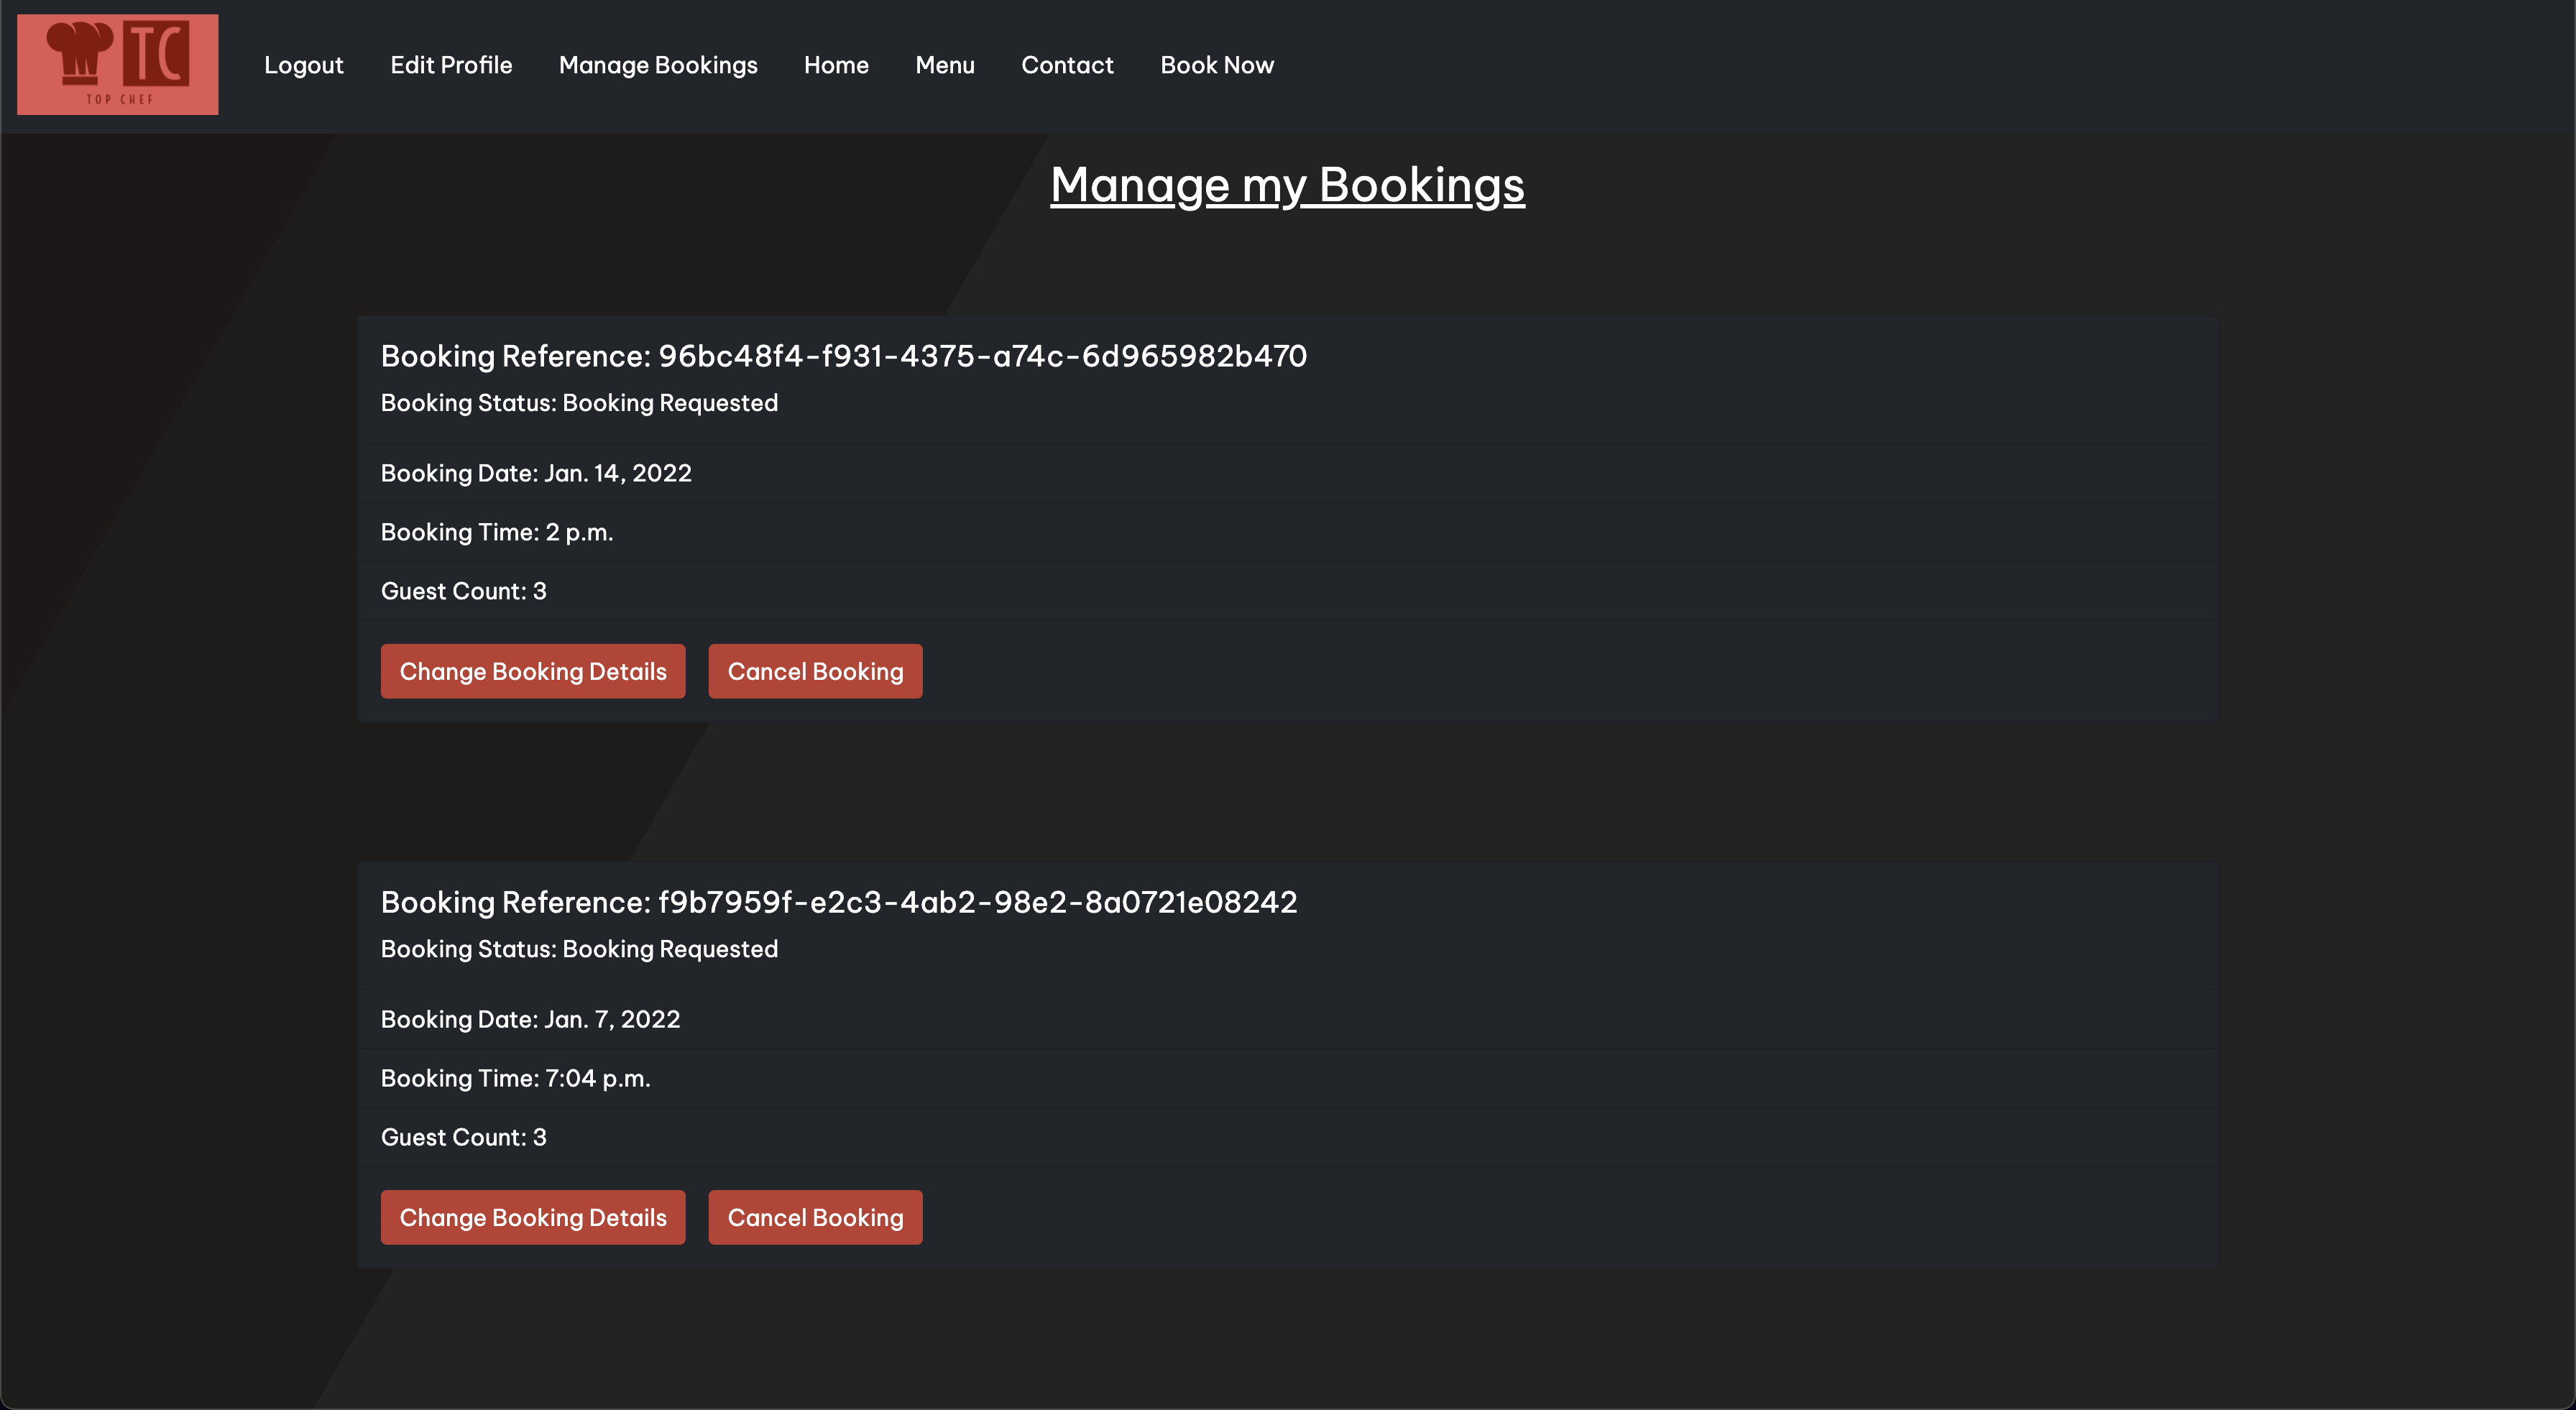 TC
TOP CHEF
Logout Edit Profile Manage Bookings Home Menu Contact Book Now
Manage my Bookings
Booking Reference: 96bc48f4-f931-4375-a74c-6d965982b470
Booking Status: Booking Requested
Booking Date: Jan. 14, 2022
Booking Time: 2 p.m.
Guest Count: 3
Change Booking Details Cancel Booking
Booking Reference: f9b7959f-e2c3-4ab2-98e2-8a0721e08242
Booking Status: Booking Requested
Booking Date: Jan. 7, 2022
Booking Time: 7:04 p.m.
Guest Count: 3
Change Booking Details Cancel Booking